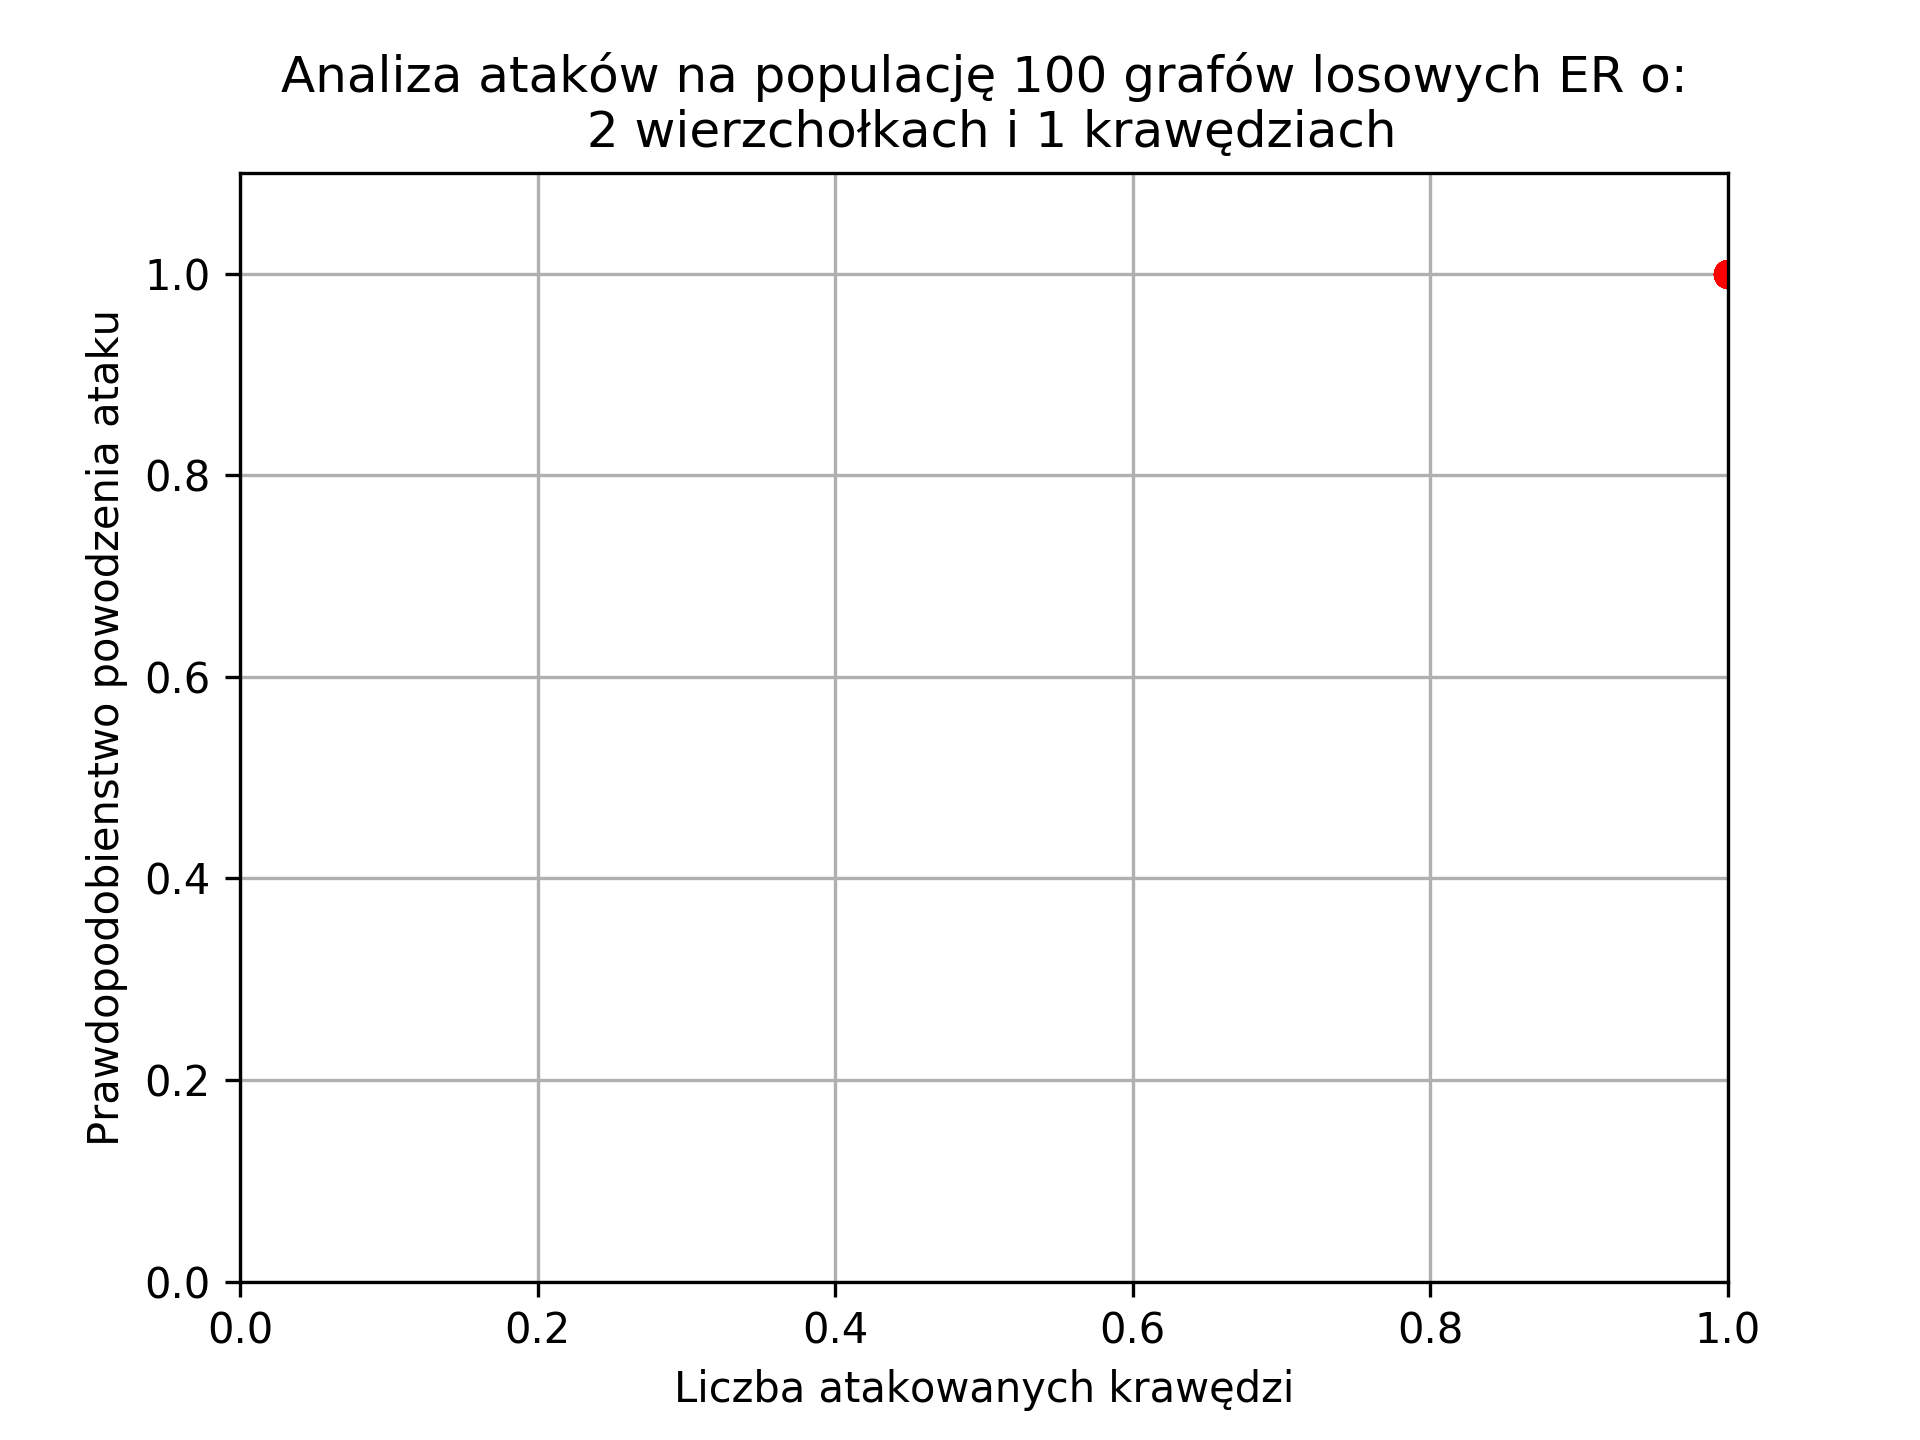 Analiza ataków na populację 100 grafów losowych ER o:
2 wierzchołkach i 1 krawędziach
Prawdopodobienstwo powodzenia ataku
1.0
0.8
0.6
0.4
0.2
0.0
0.0 0.2 0.4 0.6 0.8 1.0
Liczba atakowanych krawędzi